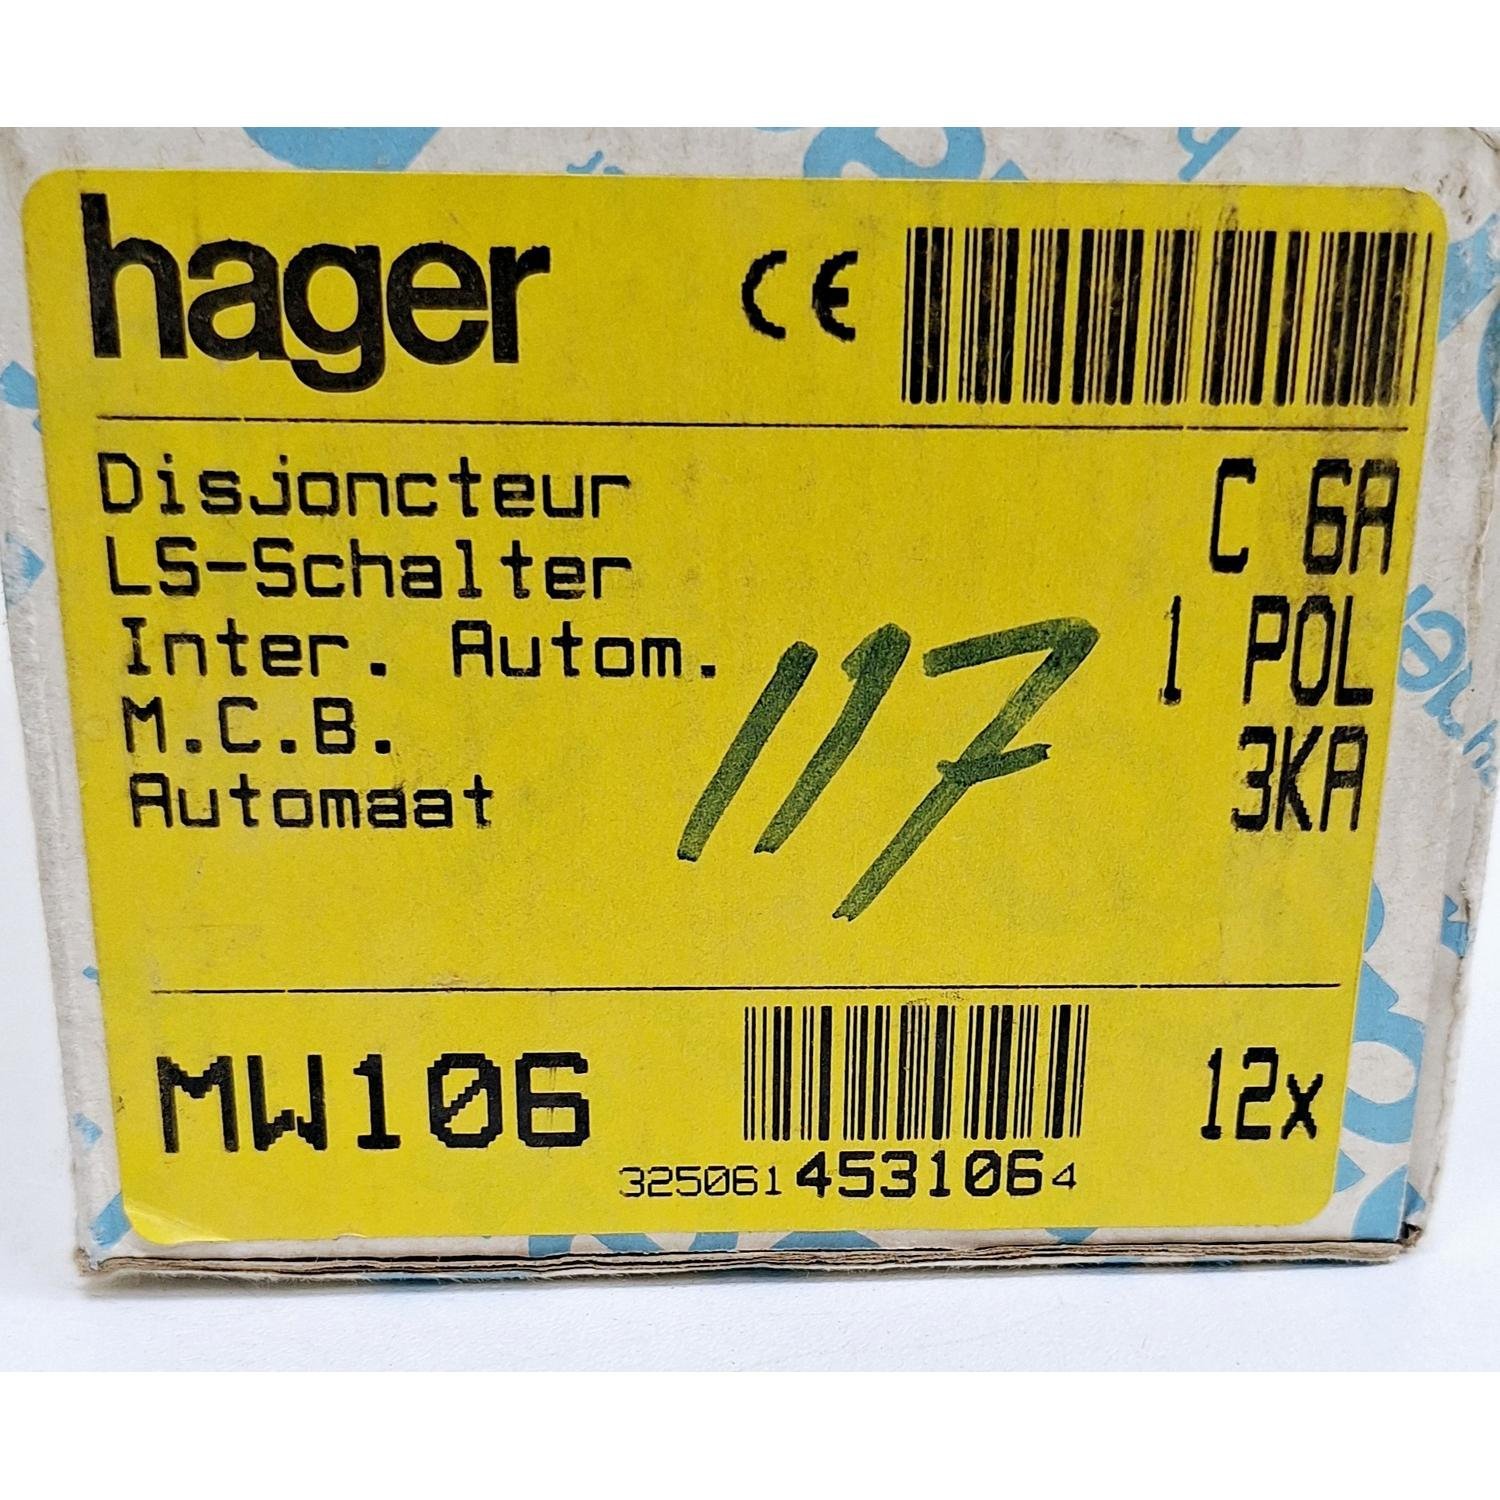 hager CE
Disjoncteur C 6A
LS-Schalter
Inter. Autom. 1 POL
M.C.B. 3KA
Automaat
117
MW106 12x
3250614531064